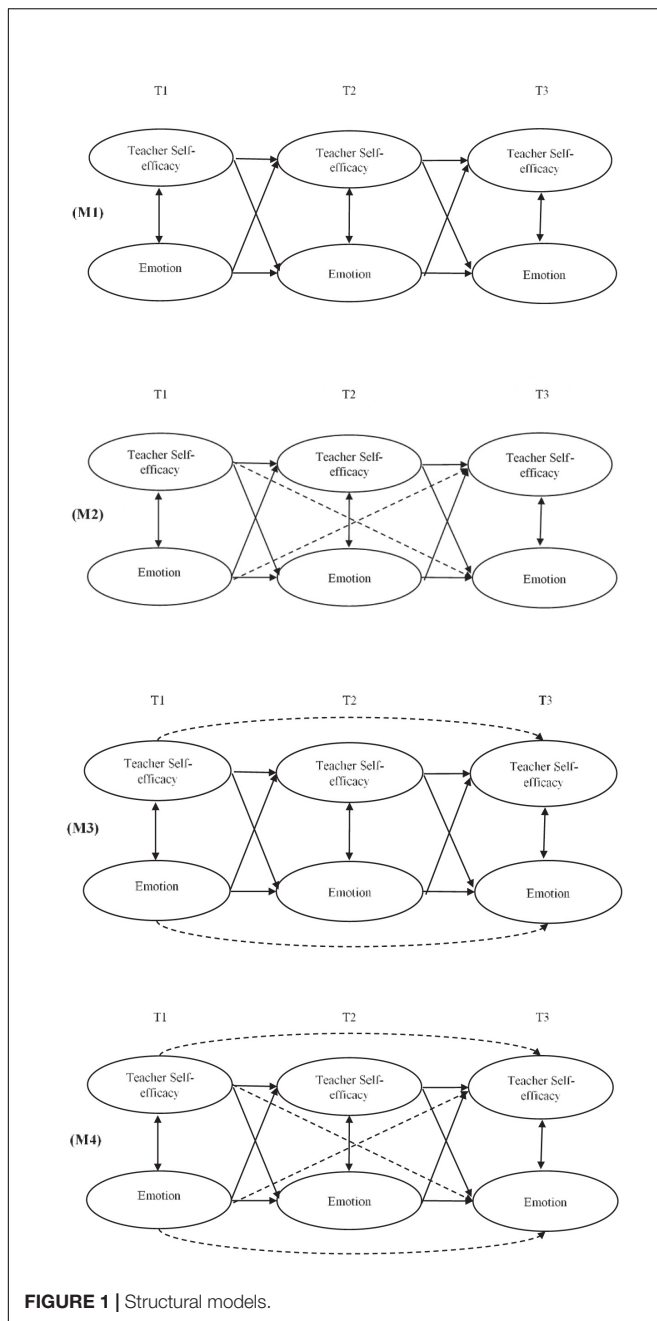 T1 T2 T3
Teacher Self-
efficacy
Teacher Self-
efficacy
Teacher Self-
efficacy
(M1)
Emotion
Emotion
Emotion
T1 T2 T3
Teacher Self-
efficacy
Teacher Self-
efficacy
Teacher Self-
efficacy
(M2)
Emotion
Emotion
Emotion
T1 T2 T3
Teacher Self-
efficacy
Teacher Self-
efficacy
Teacher Self-
efficacy
(M3)
Emotion
Emotion
Emotion
T1 T2 T3
Teacher Self-
efficacy
Teacher Self-
efficacy
Teacher Self-
efficacy
(M4)
Emotion
Emotion
Emotion
FIGURE 1 | Structural models.